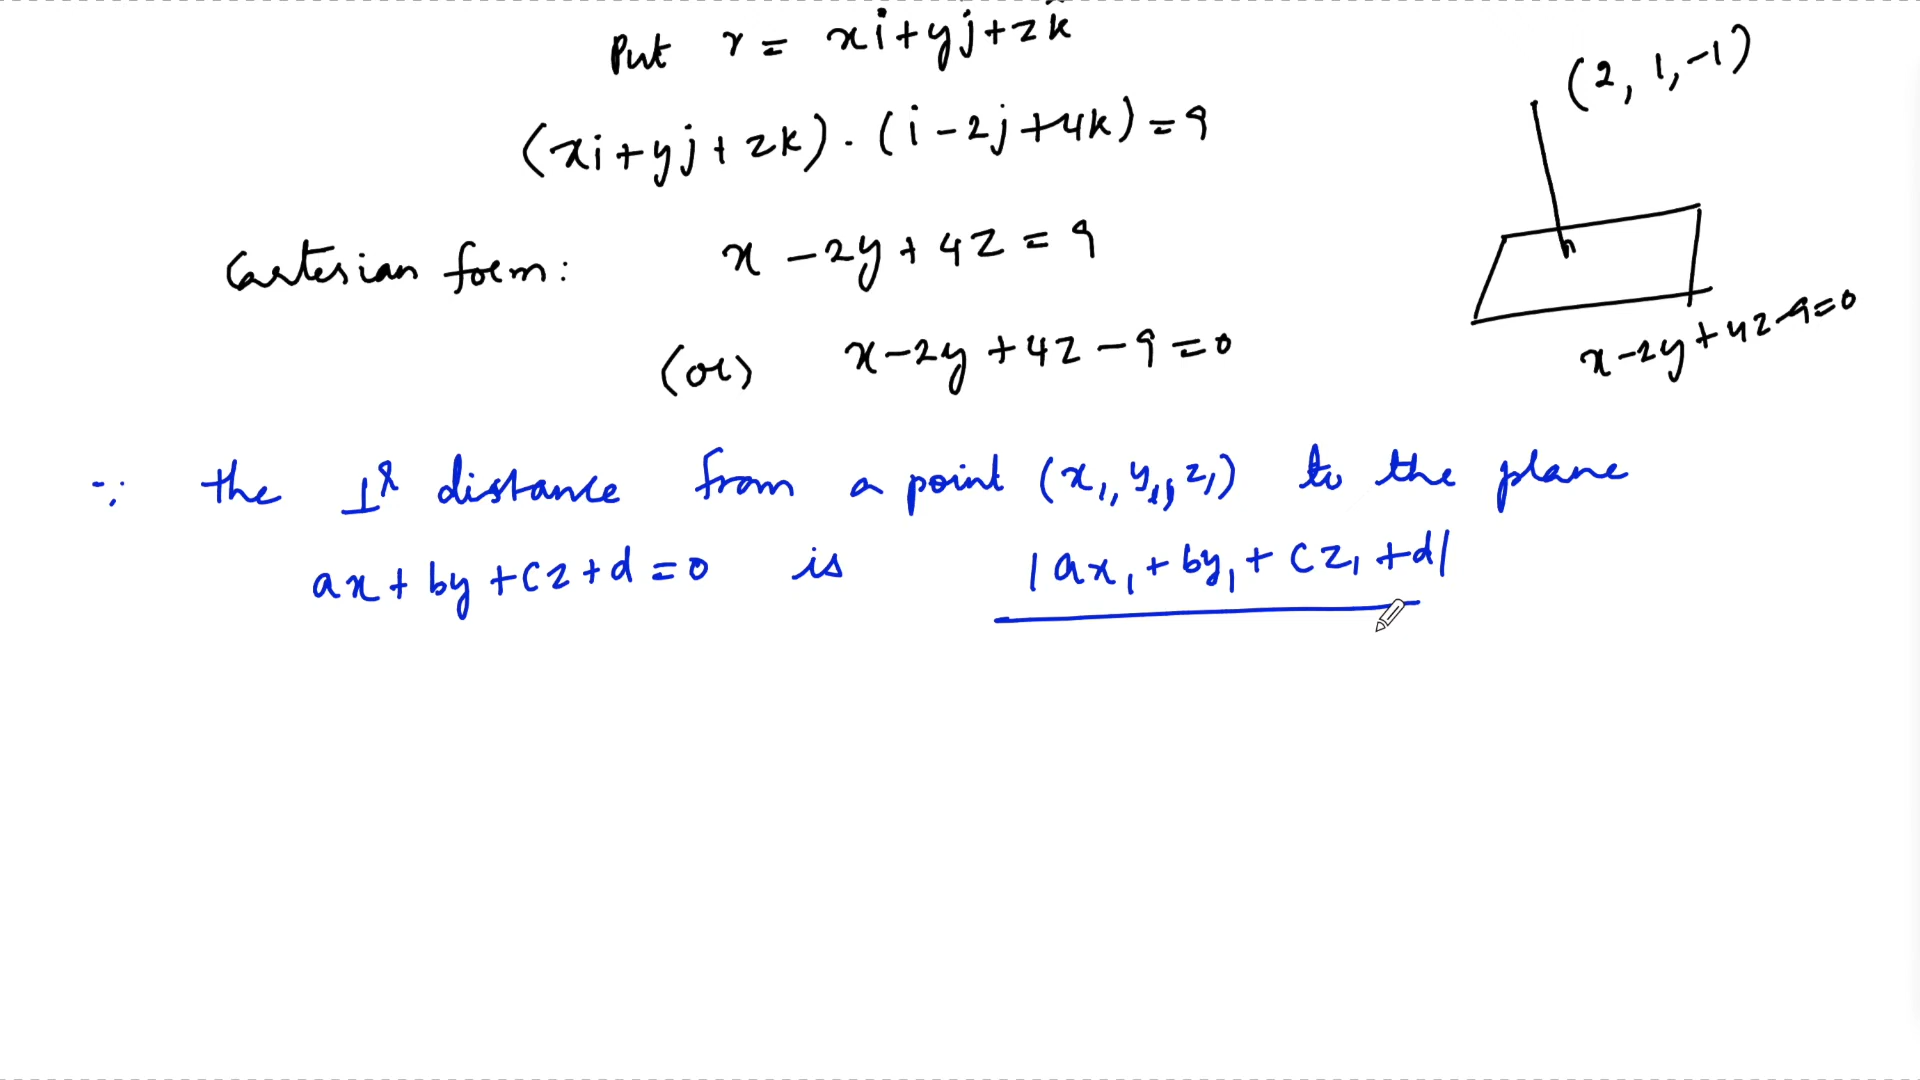 Put r = xi+yj+zk
(2, 1, -1)
(xi+yj+zk).(i-2j+4k)=9
Cartesian form: x-2y+4z=9
x-2y+4z-9=0
(or) x-2y+4z-9=0
∵ the ⊥r distance from a point (x1, y1, z1) to the plane
ax+by+cz+d=0 is |ax1+by1+cz1+d|